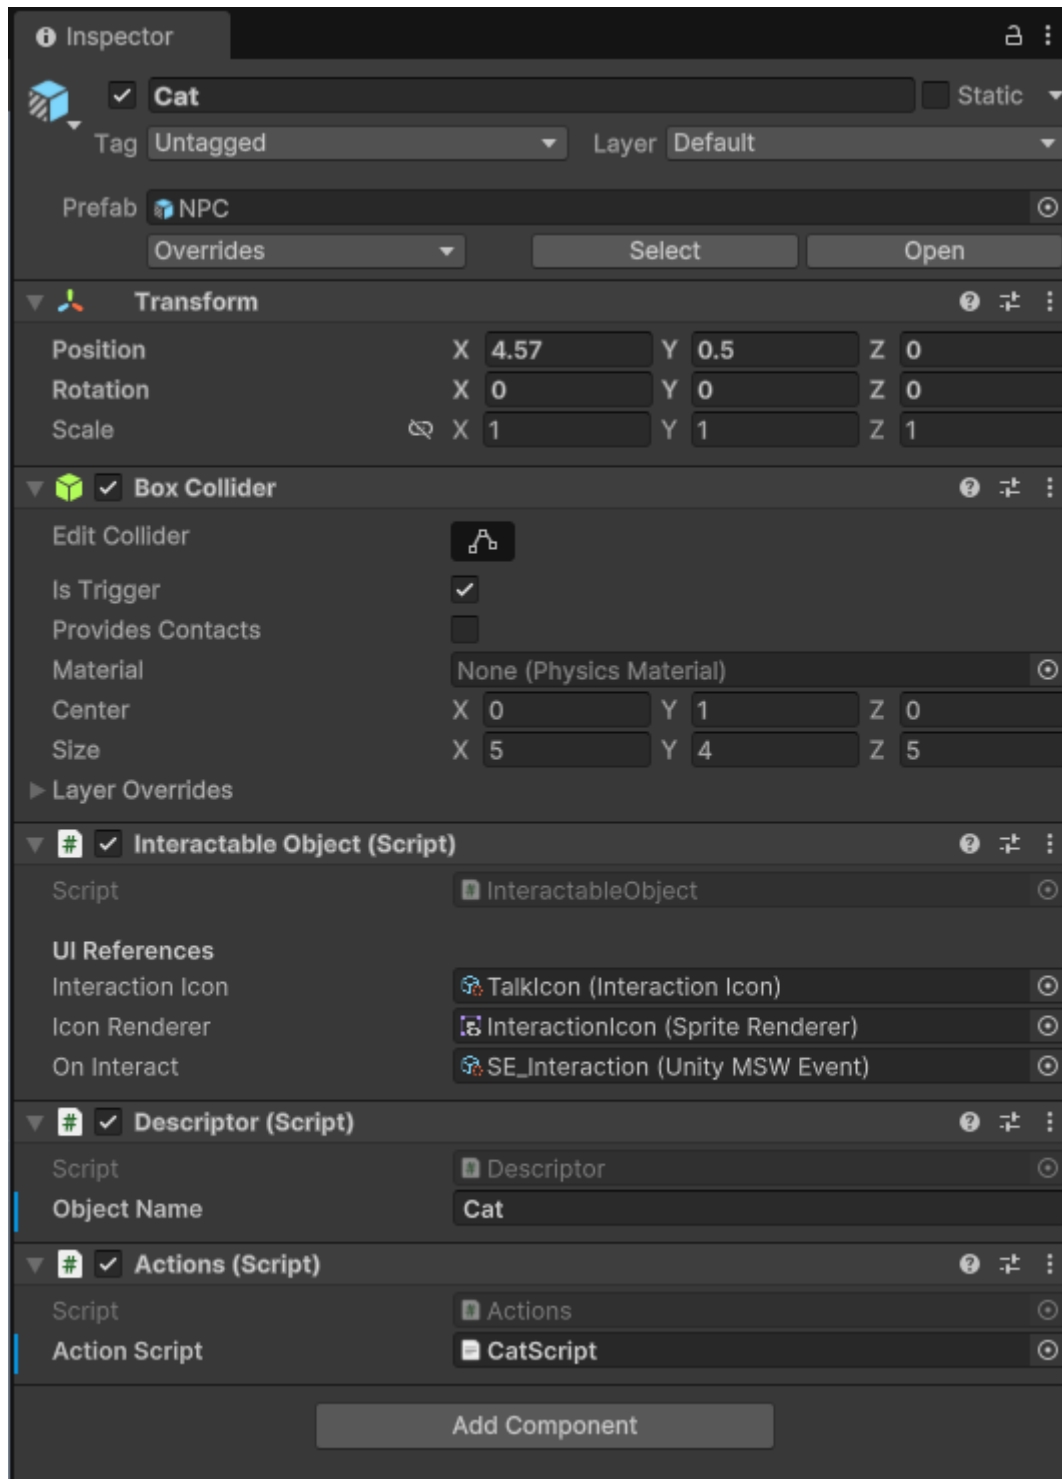 Inspector
Cat Static
Tag Untagged Layer Default
Prefab NPC
Overrides Select Open
Transform
Position X 4.57 Y 0.5 Z 0
Rotation X 0 Y 0 Z 0
Scale X 1 Y 1 Z 1
Box Collider
Edit Collider
Is Trigger
Provides Contacts
Material None (Physics Material)
Center X 0 Y 1 Z 0
Size X 5 Y 4 Z 5
Layer Overrides
# Interactable Object (Script)
Script # InteractableObject
UI References
Interaction Icon TalkIcon (Interaction Icon)
Icon Renderer InteractionIcon (Sprite Renderer)
On Interact SE_Interaction (Unity MSW Event)
# Descriptor (Script)
Script # Descriptor
Object Name Cat
# Actions (Script)
Script # Actions
Action Script CatScript
Add Component